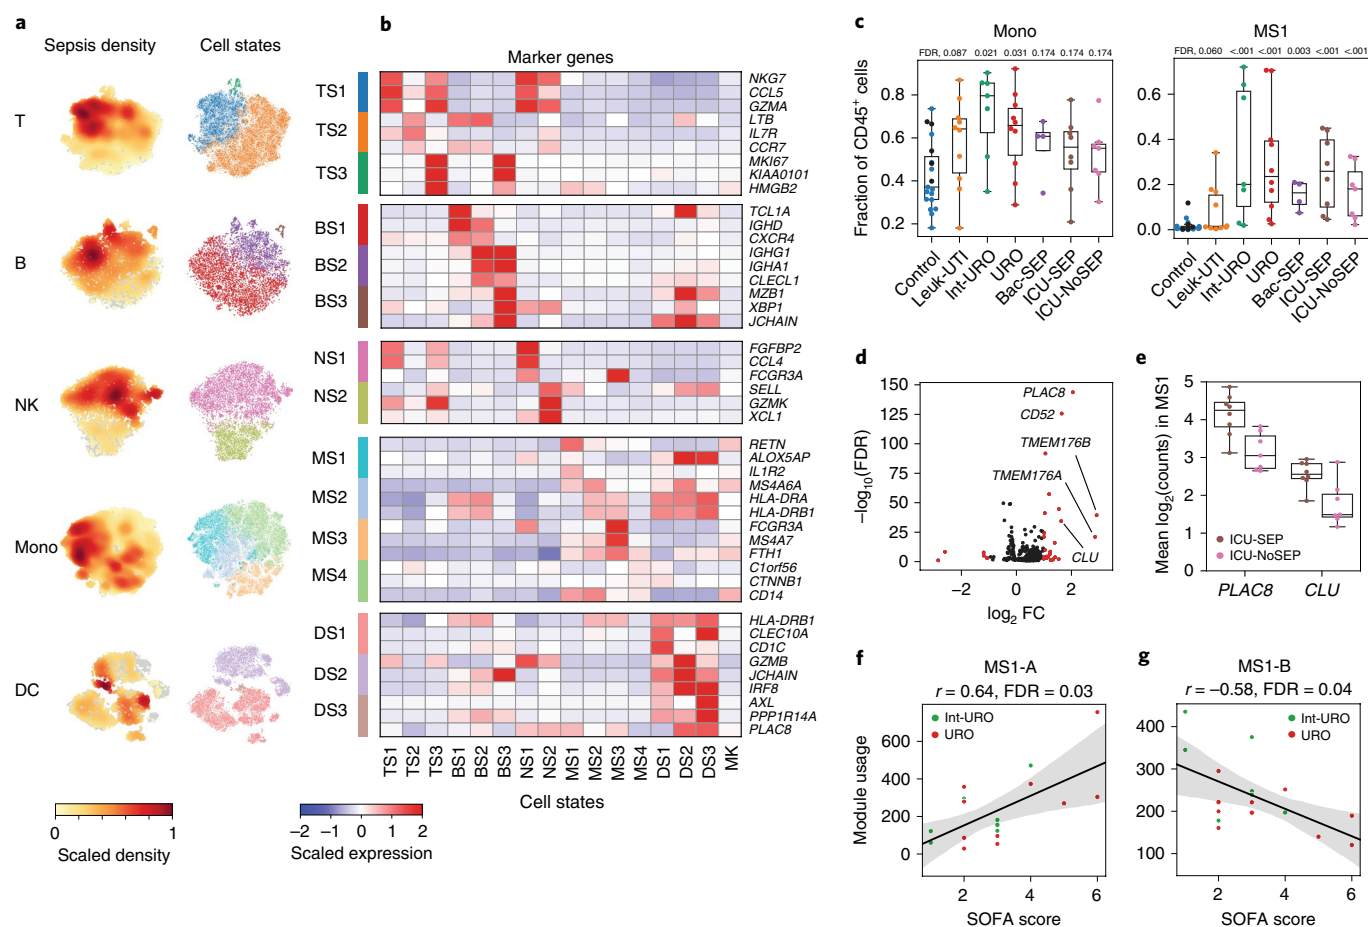 a
Sepsis density
Cell states
T
B
NK
Mono
DC
0
1
Scaled density
b
Marker genes
TS1
TS2
TS3
NKG7
CCL5
GZMA
LTB
IL7R
CCR7
MKI67
KIAA0101
HMGB2
BS1
BS2
BS3
TCL1A
IGHD
CXCR4
IGHG1
IGHA1
CLECL1
MZB1
XBP1
JCHAIN
NS1
NS2
FGFBP2
CCL4
FCGR3A
SELL
GZMK
XCL1
MS1
MS2
MS3
MS4
RETN
ALOX5AP
IL1R2
MS4A6A
HLA-DRA
HLA-DRB1
FCGR3A
MS4A7
FTH1
C1orf56
CTNNB1
CD14
DS1
DS2
DS3
HLA-DRB1
CLEC10A
CD1C
GZMB
JCHAIN
IRF8
AXL
PPP1R14A
PLAC8
TS1 TS2 TS3 BS1 BS2 BS3 NS1 NS2 MS1 MS2 MS3 MS4 DS1 DS2 DS3 MK
Cell states
−2 −1 0 1 2
Scaled expression
c
Mono
FDR, 0.087 0.021 0.031 0.174 0.174 0.174
Fraction of CD45+ cells
0.8
0.6
0.4
0.2
Control Leuk-UTI Int-URO URO Bac-SEP ICU-SEP ICU-NoSEP
MS1
FDR, 0.060 <.001 <.001 0.003 <.001 <.001
0.6
0.4
0.2
0.0
Control Leuk-UTI Int-URO URO Bac-SEP ICU-SEP ICU-NoSEP
d
−log10(FDR)
150
125
100
75
50
25
0
PLAC8
CD52
TMEM176B
TMEM176A
CLU
−2 0 2
log2 FC
e
Mean log2(counts) in MS1
5
4
3
2
1
0
ICU-SEP
ICU-NoSEP
PLAC8 CLU
f
MS1-A
r = 0.64, FDR = 0.03
Int-URO
URO
Module usage
600
400
200
0
2 4 6
SOFA score
g
MS1-B
r = −0.58, FDR = 0.04
Int-URO
URO
400
300
200
100
2 4 6
SOFA score